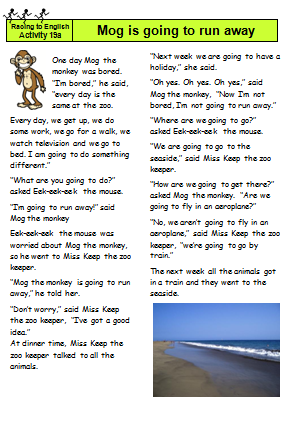 Racing to English
Activity 19a
Mog is going to run away
One day Mog the
monkey was bored.
"I'm bored," he said,
"every day is the
same at the zoo.
Every day, we get up, we do
some work, we go for a walk, we
watch television and we go to
bed. I am going to do something
different."
"What are you going to do?"
asked Eek-eek-eek the mouse.
"I'm going to run away!" said
Mog the monkey
Eek-eek-eek the mouse was
worried about Mog the monkey,
so he went to Miss Keep the zoo
keeper.
"Mog the monkey is going to run
away," he told her.
"Don't worry," said Miss Keep
the zoo keeper, "I've got a good
idea."
At dinner time, Miss Keep the
zoo keeper talked to all the
animals.
"Next week we are going to have a
holiday," she said.
"Oh yes. Oh yes. Oh yes," said
Mog the monkey, "Now I'm not
bored, I'm not going to run away."
"Where are we going to go?"
asked Eek-eek-eek the mouse.
"We are going to go to the
seaside," said Miss Keep the zoo
keeper.
"How are we going to get there?"
asked Mog the monkey. "Are we
going to fly in an aeroplane?"
"No, we aren't going to fly in an
aeroplane," said Miss Keep the zoo
keeper, "we're going to go by
train."
The next week all the animals got
in a train and they went to the
seaside.